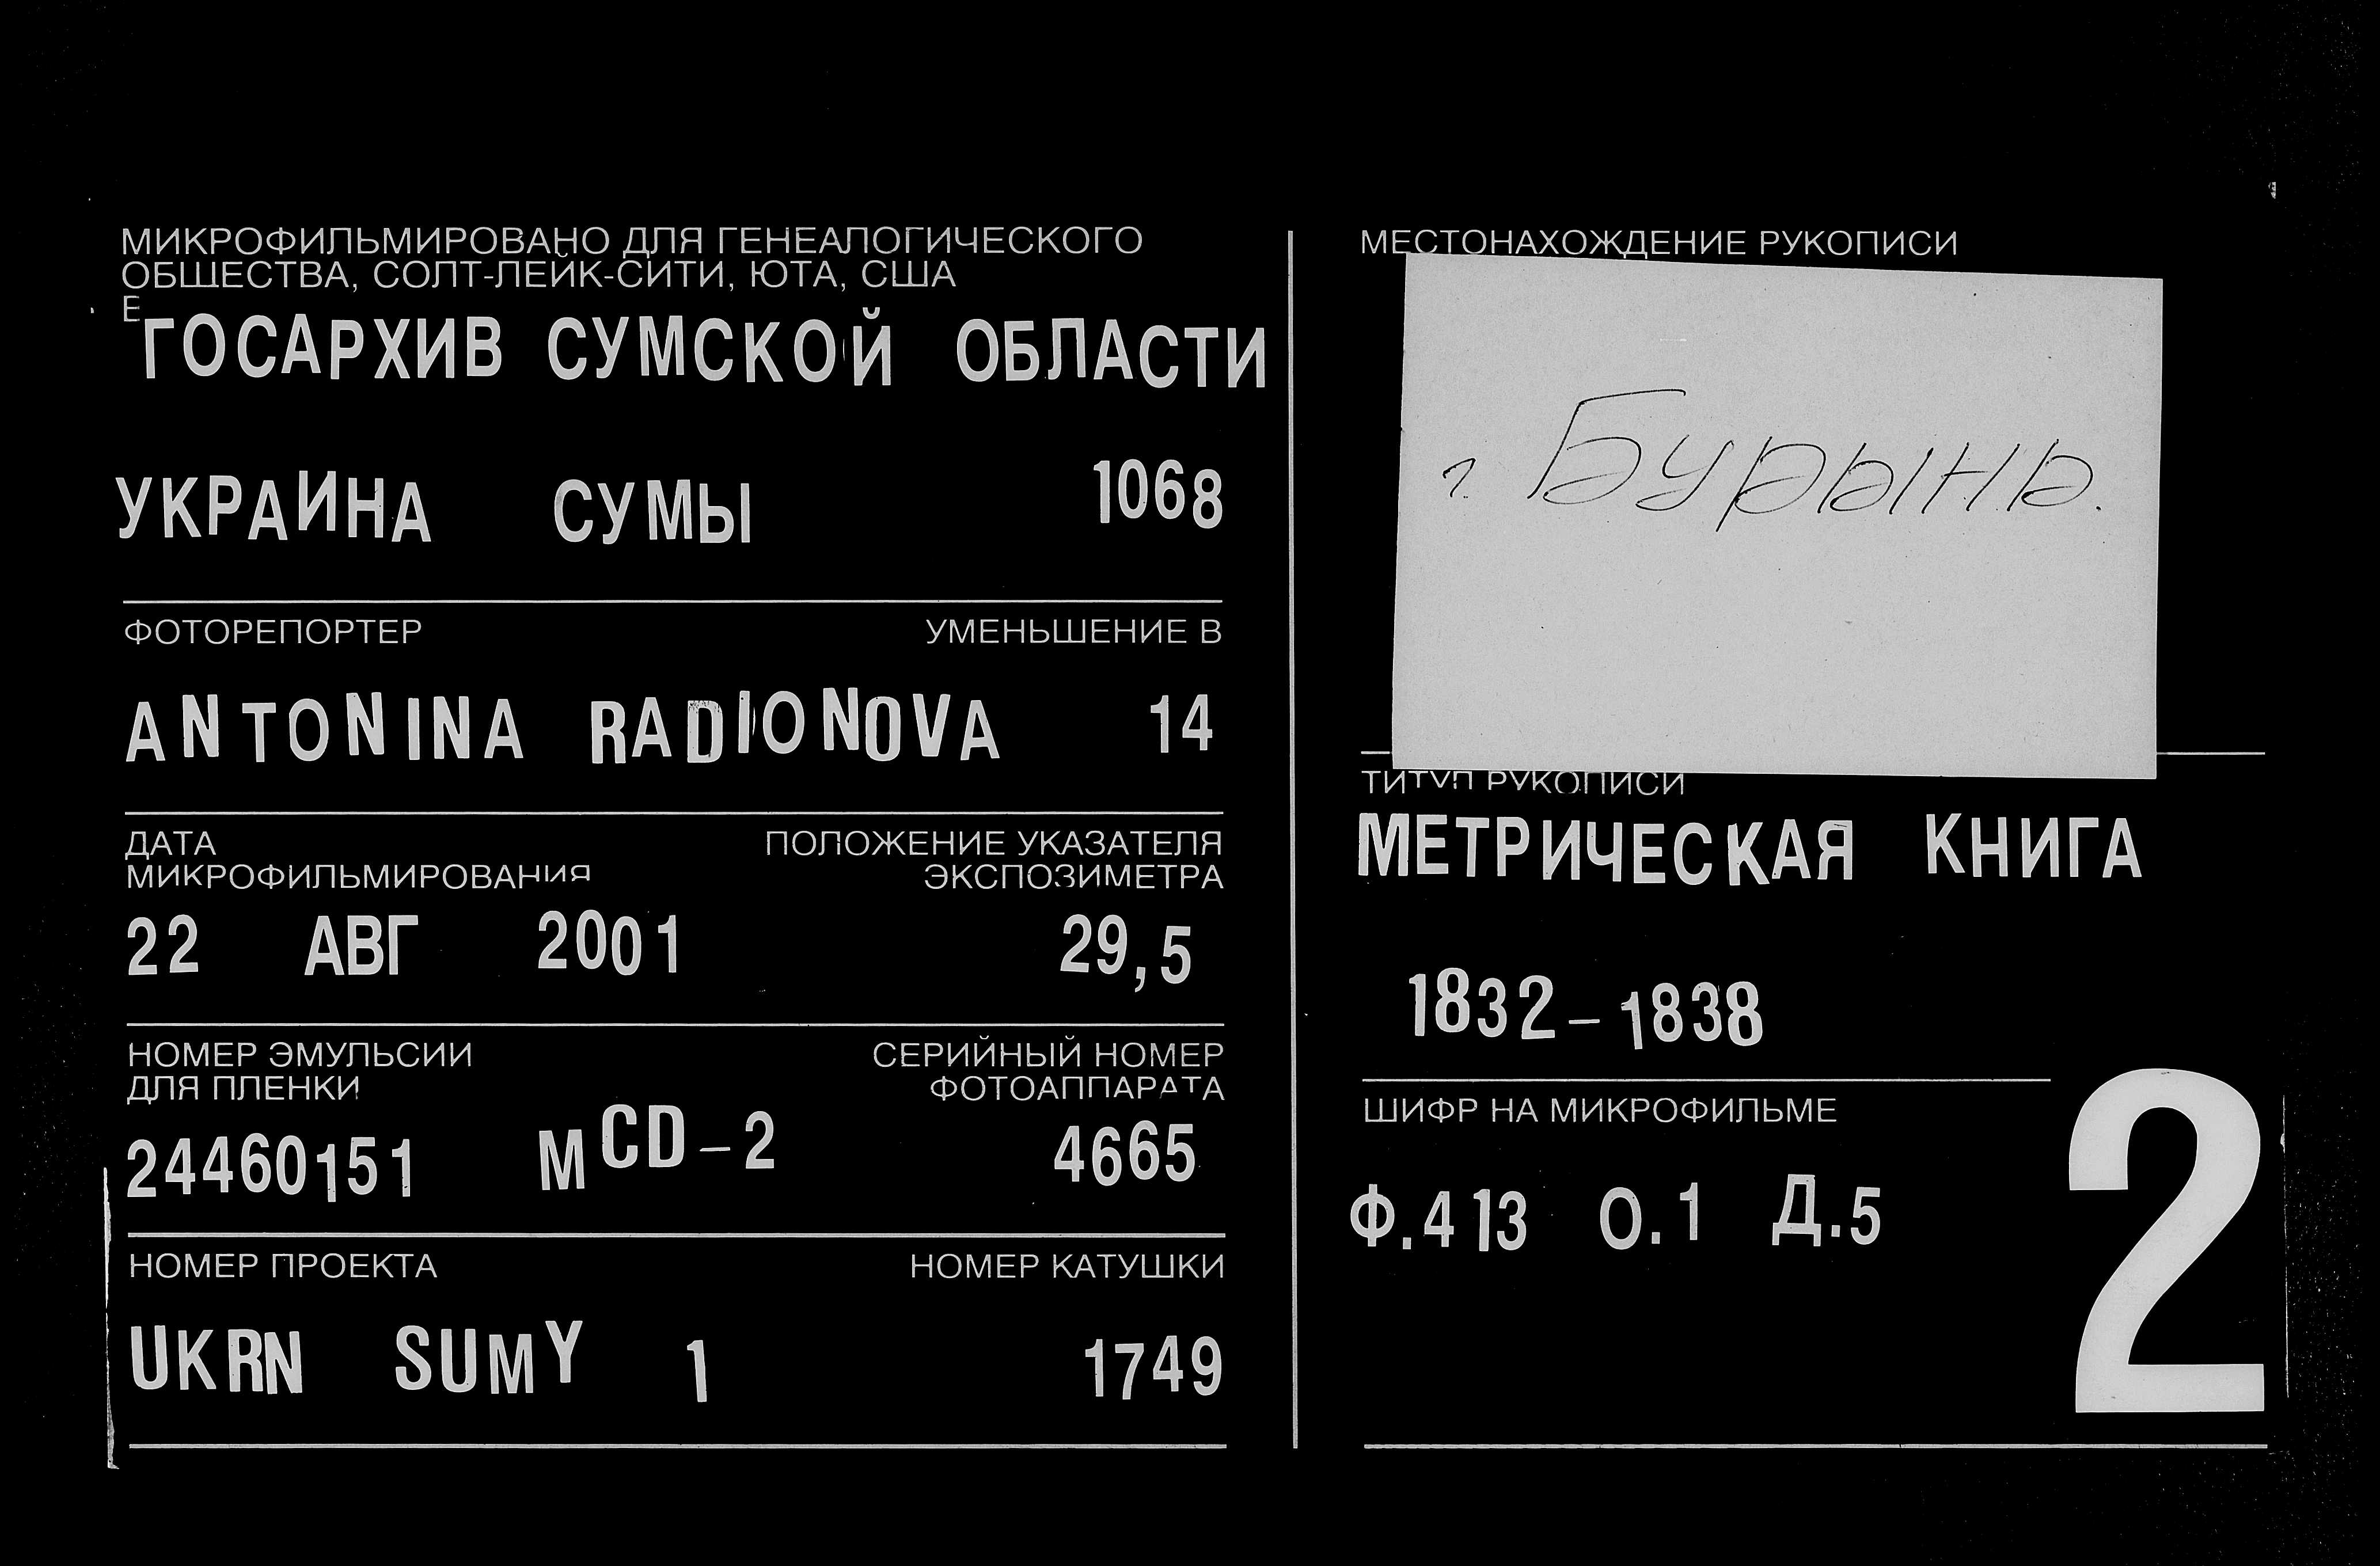 МИКРОФИЛЬМИРОВАНО ДЛЯ ГЕНЕАЛОГИЧЕСКОГО
ОБЩЕСТВА, СОЛТ-ЛЕЙК-СИТИ, ЮТА, США
Е
ГОСАРХИВ СУМСКОЙ ОБЛАСТИ
УКРАИНА СУМЫ 1068
ФОТОРЕПОРТЕР УМЕНЬШЕНИЕ В
ANTONINA RADIONOVA 14
ДАТА ПОЛОЖЕНИЕ УКАЗАТЕЛЯ
МИКРОФИЛЬМИРОВАНИЯ ЭКСПОЗИМЕТРА
22 АВГ 2001 29,5
НОМЕР ЭМУЛЬСИИ СЕРИЙНЫЙ НОМЕР
ДЛЯ ПЛЕНКИ ФОТОАППАРАТА
24460151 MCD-2 4665
НОМЕР ПРОЕКТА НОМЕР КАТУШКИ
UKRN SUMY 1 1749
МЕСТОНАХОЖДЕНИЕ РУКОПИСИ
г. Бурынь.
ТИТУЛ РУКОПИСИ
МЕТРИЧЕСКАЯ КНИГА
1832-1838
ШИФР НА МИКРОФИЛЬМЕ
Ф.413 О.1 Д.5
2